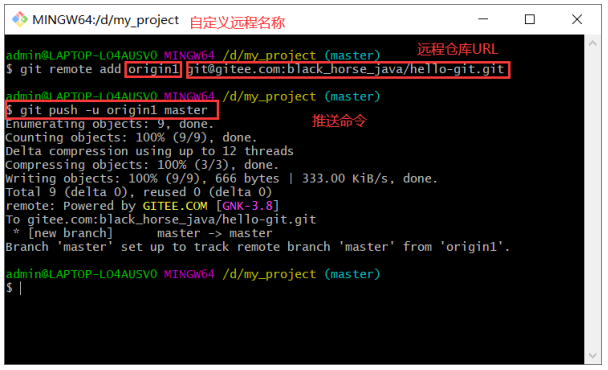 MINGW64:/d/my_project
自定义远程名称
远程仓库URL
admin@LAPTOP-LO4AUSVO MINGW64 /d/my_project (master)
$ git remote add origin1 git@gitee.com:black_horse_java/hello-git.git
admin@LAPTOP-LO4AUSVO MINGW64 /d/my_project (master)
$ git push -u origin1 master
推送命令
Enumerating objects: 9, done.
Counting objects: 100% (9/9), done.
Delta compression using up to 12 threads
Compressing objects: 100% (3/3), done.
Writing objects: 100% (9/9), 666 bytes | 333.00 KiB/s, done.
Total 9 (delta 0), reused 0 (delta 0)
remote: Powered by GITEE.COM [GNK-3.8]
To gitee.com:black_horse_java/hello-git.git
 * [new branch]      master -> master
Branch 'master' set up to track remote branch 'master' from 'origin1'.
admin@LAPTOP-LO4AUSVO MINGW64 /d/my_project (master)
$